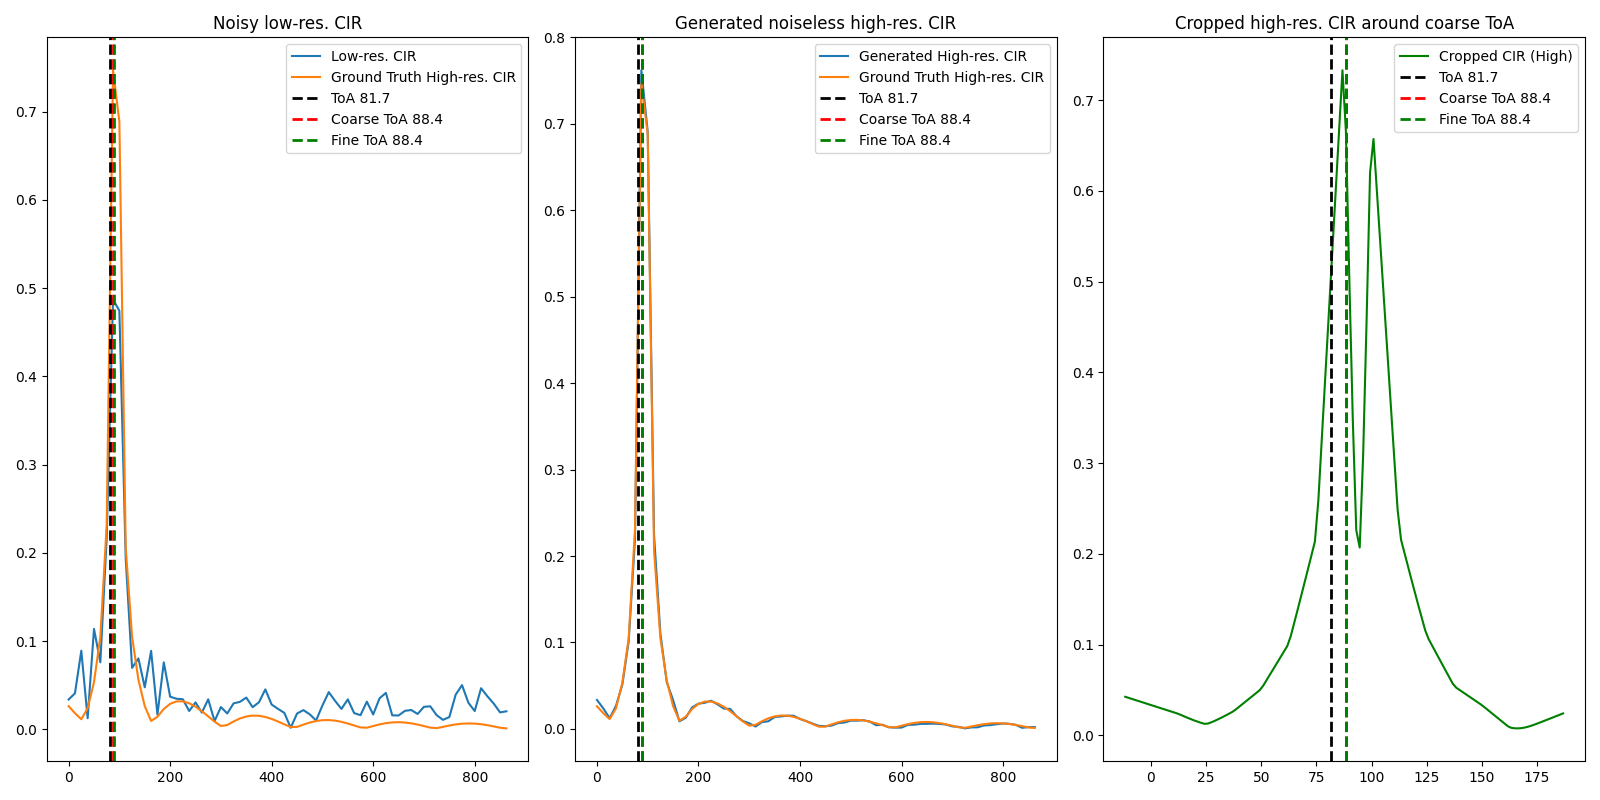 Noisy low-res. CIR
Low-res. CIR
Ground Truth High-res. CIR
ToA 81.7
Coarse ToA 88.4
Fine ToA 88.4
0.7
0.6
0.5
0.4
0.3
0.2
0.1
0.0
0 200 400 600 800
Generated noiseless high-res. CIR
Generated High-res. CIR
Ground Truth High-res. CIR
ToA 81.7
Coarse ToA 88.4
Fine ToA 88.4
0.8
0.7
0.6
0.5
0.4
0.3
0.2
0.1
0.0
0 200 400 600 800
Cropped high-res. CIR around coarse ToA
Cropped CIR (High)
ToA 81.7
Coarse ToA 88.4
Fine ToA 88.4
0.7
0.6
0.5
0.4
0.3
0.2
0.1
0.0
0 25 50 75 100 125 150 175